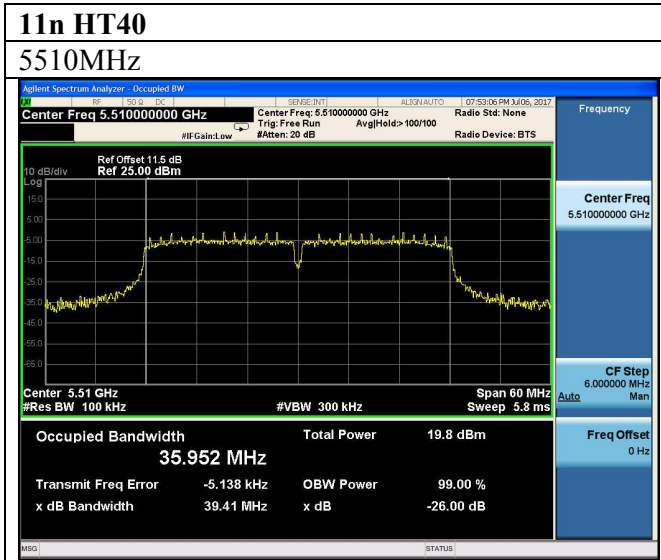 11n HT40
5510MHz
Agilent Spectrum Analyzer - Occupied BW
LXI RF 50 Ω DC SENSE:INT ALIGN AUTO 07:53:06 PM Jul 06, 2017
Center Freq 5.510000000 GHz Center Freq: 5.510000000 GHz Radio Std: None Frequency
Trig: Free Run Avg|Hold:>100/100
#IFGain:Low #Atten: 20 dB Radio Device: BTS
Ref Offset 11.5 dB
10 dB/div Ref 25.00 dBm
Log
15.0
5.00
-5.00
-15.0
-25.0
-35.0
-45.0
-55.0
-65.0
Center Freq
5.510000000 GHz
Center 5.51 GHz Span 60 MHz
#Res BW 100 kHz #VBW 300 kHz Sweep 5.8 ms
CF Step
6.000000 MHz
Auto Man
Occupied Bandwidth Total Power 19.8 dBm
35.952 MHz
Transmit Freq Error -5.138 kHz OBW Power 99.00 %
x dB Bandwidth 39.41 MHz x dB -26.00 dB
Freq Offset
0 Hz
MSG STATUS